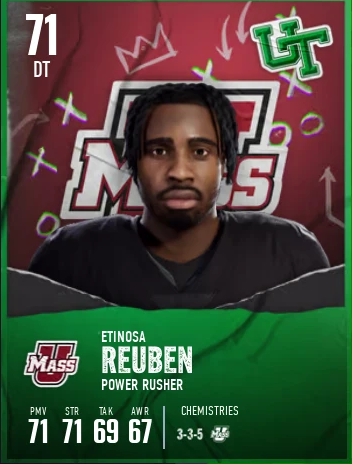 71
DT
UT
MASS
ETINOSA
REUBEN
POWER RUSHER
U
MASS
PMV STR TAK AWR
71 71 69 67
CHEMISTRIES
3-3-5